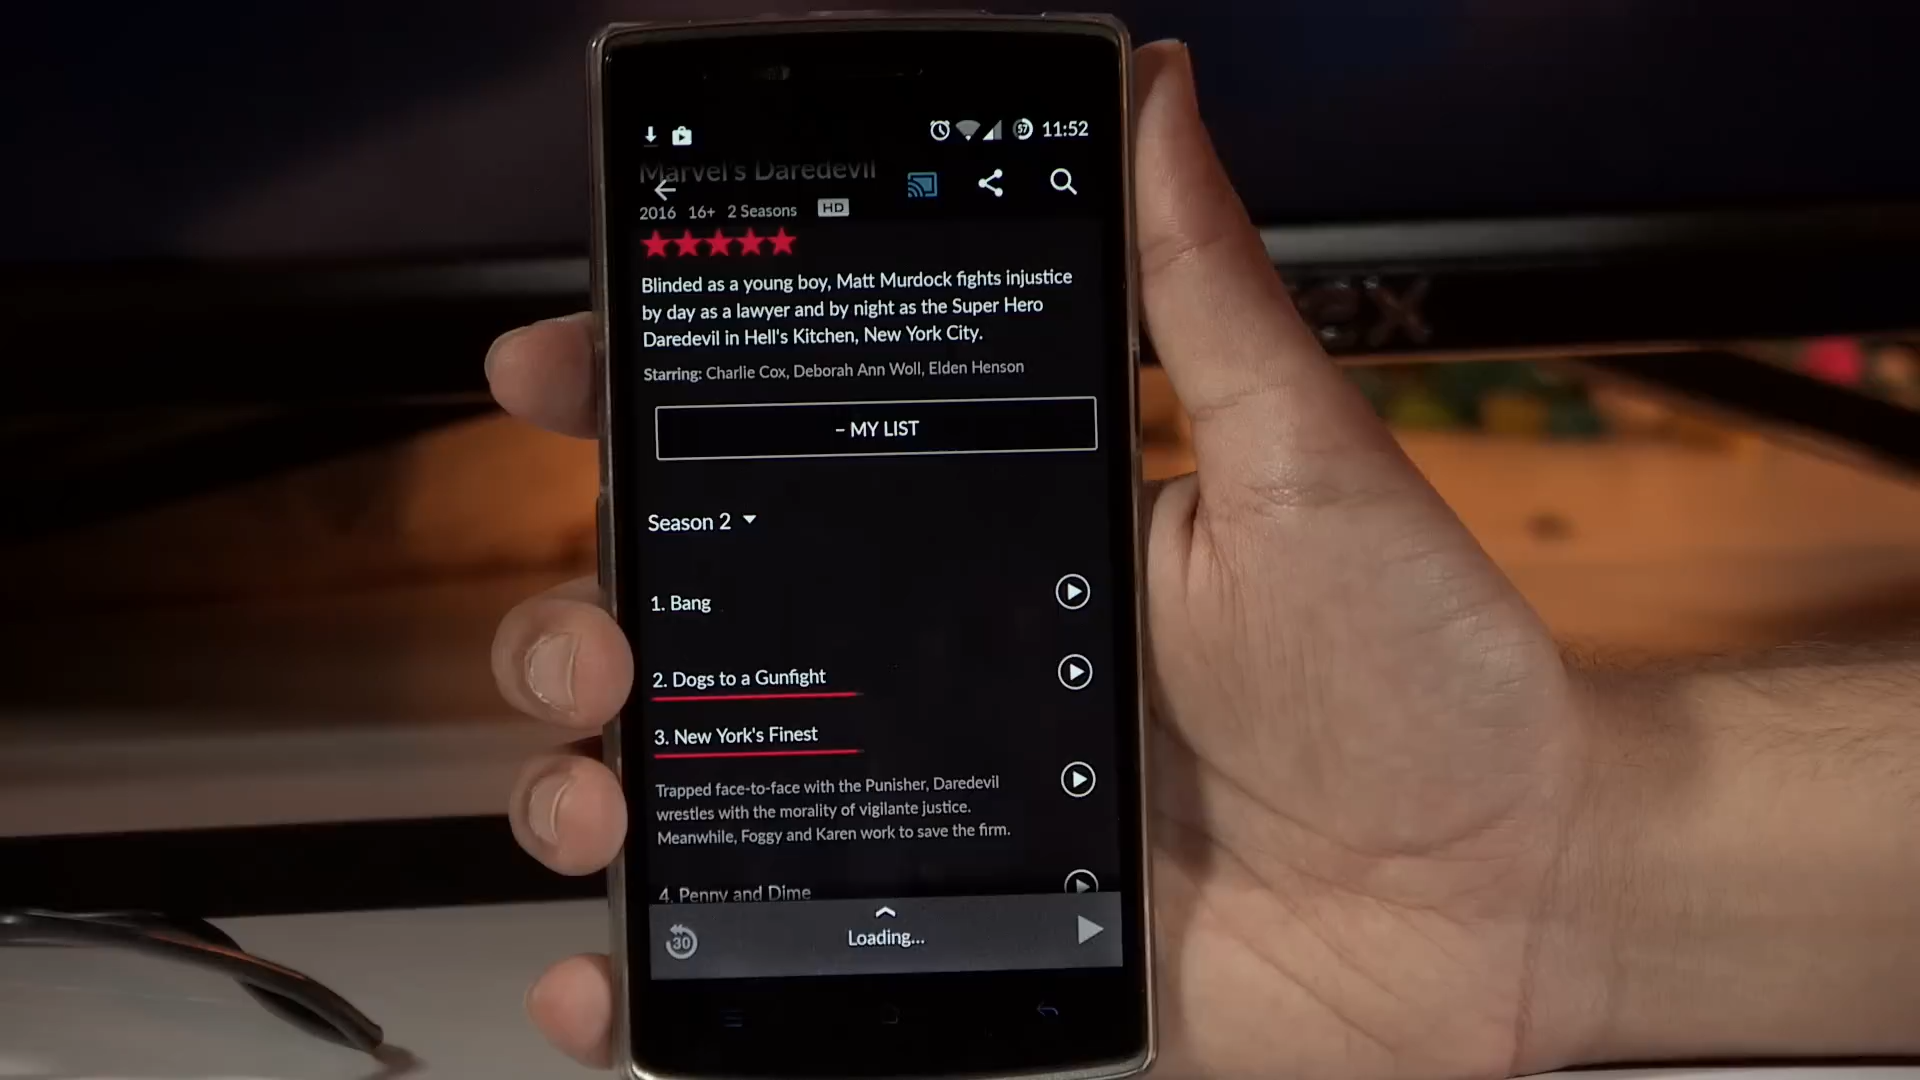 57 11:52
Marvel's Daredevil
2016 16+ 2 Seasons HD
Blinded as a young boy, Matt Murdock fights injustice
by day as a lawyer and by night as the Super Hero
Daredevil in Hell's Kitchen, New York City.
Starring: Charlie Cox, Deborah Ann Woll, Elden Henson
– MY LIST
Season 2
1. Bang
2. Dogs to a Gunfight
3. New York's Finest
Trapped face-to-face with the Punisher, Daredevil
wrestles with the morality of vigilante justice.
Meanwhile, Foggy and Karen work to save the firm.
4. Penny and Dime
30 Loading...